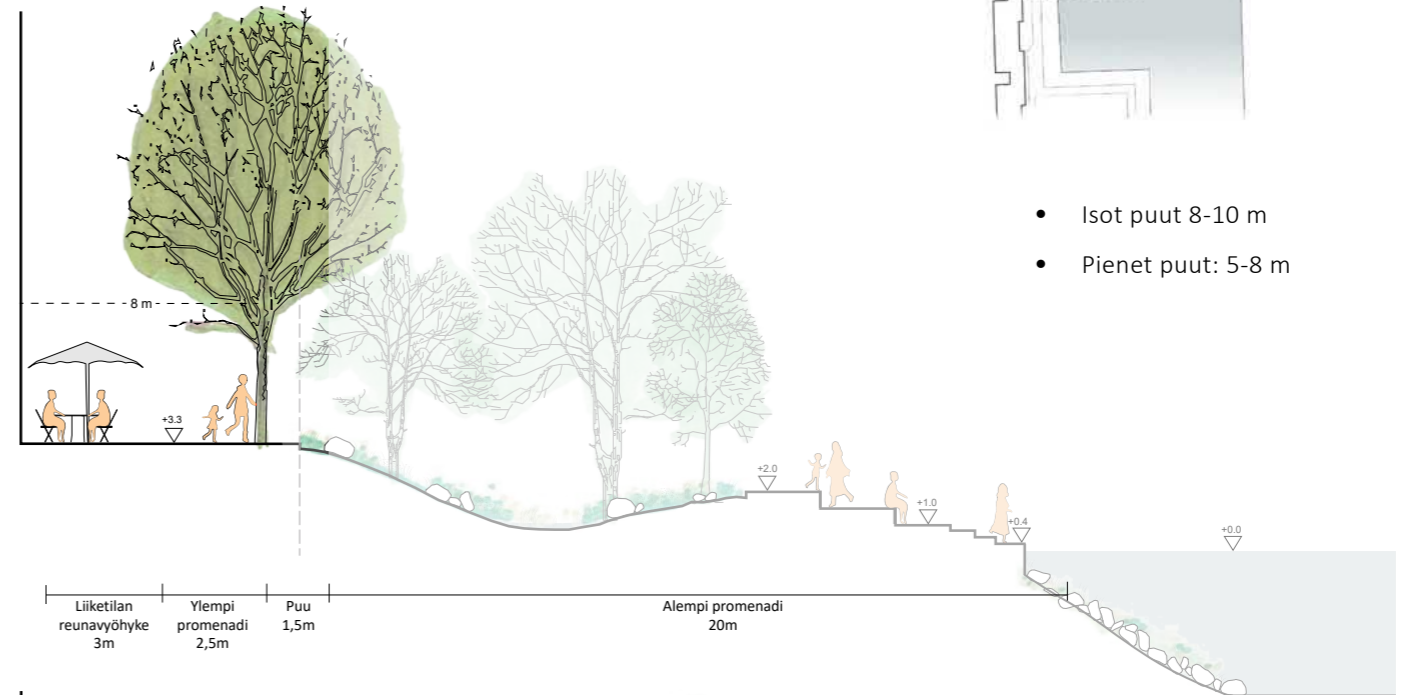 • Isot puut 8-10 m
• Pienet puut: 5-8 m
8 m
+3.3
+2.0
+1.0
+0.4
+0.0
Liiketilan
reunavyöhyke
3m
Ylempi
promenadi
2,5m
Puu
1,5m
Alempi promenadi
20m